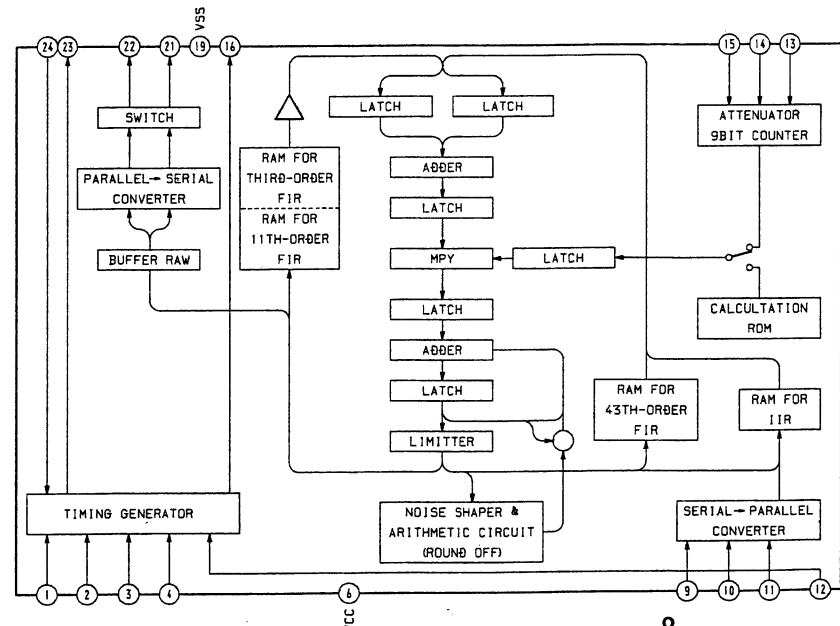 VSS
24 23 22 21 19 16 15 14 13
LATCH LATCH
SWITCH
ATTENUATOR
9BIT COUNTER
RAM FOR
THIRD-ORDER
FIR
RAM FOR
11TH-ORDER
FIR
ADDER
PARALLEL→SERIAL
CONVERTER
LATCH
BUFFER RAW
MPY
LATCH
LATCH
CALCULTATION
ROM
ADDER
LATCH
RAM FOR
43TH-ORDER
FIR
RAM FOR
IIR
LIMITTER
TIMING GENERATOR
NOISE SHAPER &
ARITHMETIC CIRCUIT
(ROUND OFF)
SERIAL→PARALLEL
CONVERTER
1 2 3 4 6 9 10 11 12